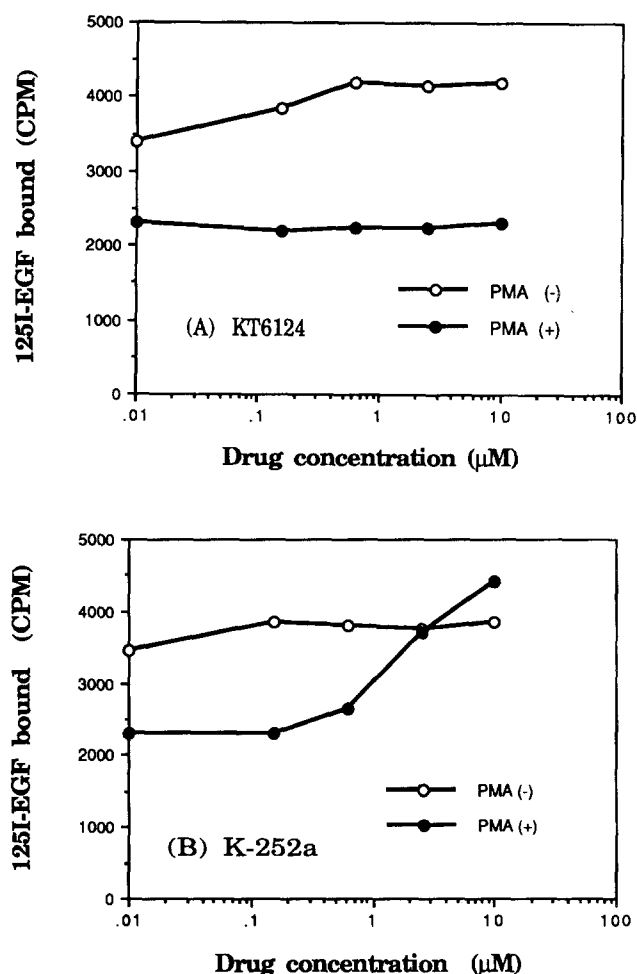 5000
4000
3000
2000
1000
0
125I-EGF bound (CPM)
PMA (-)
PMA (+)
(A) KT6124
.01 .1 1 10 100
Drug concentration (μM)
5000
4000
3000
2000
1000
0
125I-EGF bound (CPM)
PMA (-)
PMA (+)
(B) K-252a
.01 .1 1 10 100
Drug concentration (μM)